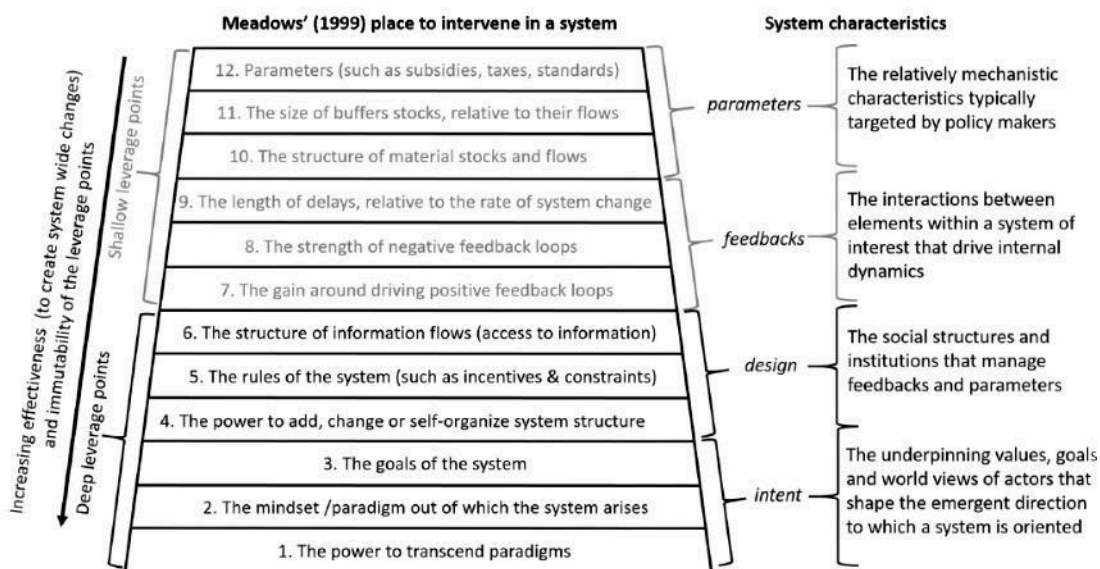 Meadows' (1999) place to intervene in a system
System characteristics
Increasing effectiveness (to create system wide changes)
and immutability of the leverage points
Shallow leverage points
Deep leverage points
12. Parameters (such as subsidies, taxes, standards)
11. The size of buffers stocks, relative to their flows
10. The structure of material stocks and flows
9. The length of delays, relative to the rate of system change
8. The strength of negative feedback loops
7. The gain around driving positive feedback loops
6. The structure of information flows (access to information)
5. The rules of the system (such as incentives & constraints)
4. The power to add, change or self-organize system structure
3. The goals of the system
2. The mindset /paradigm out of which the system arises
1. The power to transcend paradigms
parameters
The relatively mechanistic
characteristics typically
targeted by policy makers
feedbacks
The interactions between
elements within a system of
interest that drive internal
dynamics
design
The social structures and
institutions that manage
feedbacks and parameters
intent
The underpinning values, goals
and world views of actors that
shape the emergent direction
to which a system is oriented